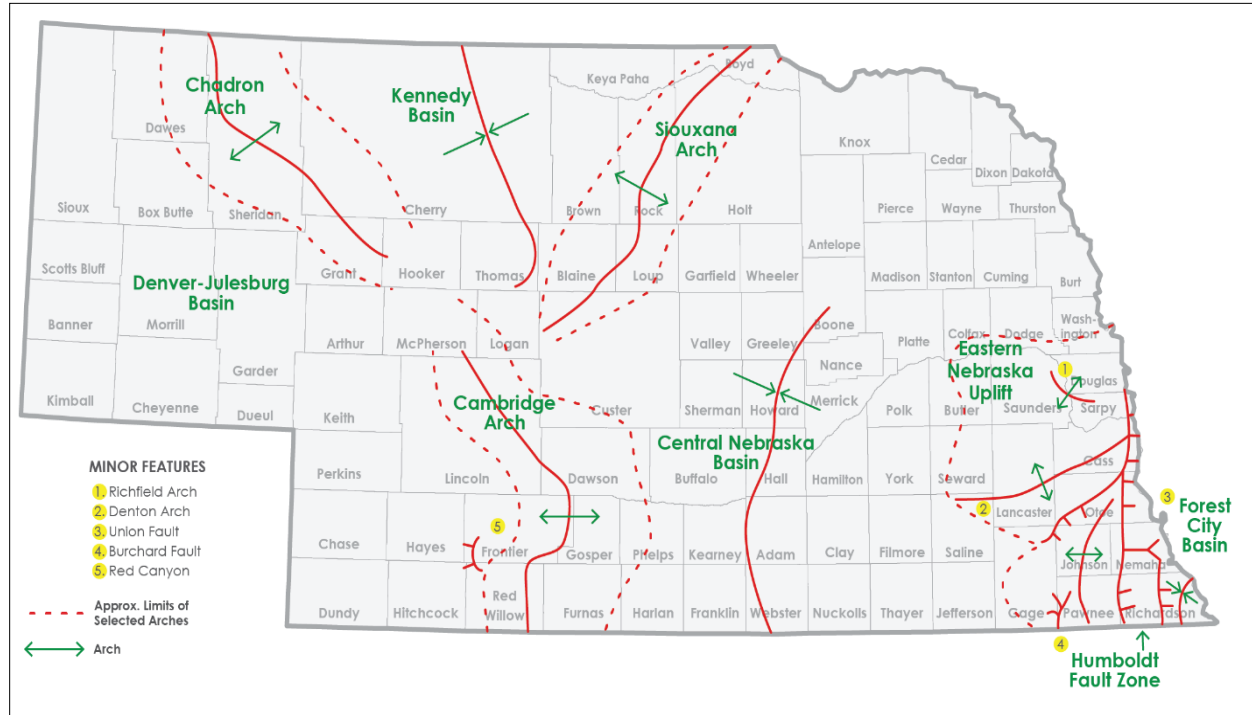 Keya Paha
Boyd
Chadron
Arch
Kennedy
Basin
Dawes
Siouxana
Arch
Knox
Cedar
Dixon
Dakota
Sioux
Box Butte
Sheridan
Cherry
Brown
Rock
Holt
Pierce
Wayne
Thurston
Antelope
Scotts Bluff
Denver-Julesburg
Basin
Grant
Hooker
Thomas
Blaine
Loup
Garfield
Wheeler
Madison
Stanton
Cuming
Burt
Banner
Morrill
Arthur
McPherson
Logan
Valley
Greeley
Boone
Platte
Colfax
Dodge
Wash-
ington
Nance
Eastern
Nebraska
Uplift
1
Douglas
Garder
Kimball
Cheyenne
Dueul
Keith
Cambridge
Arch
Custer
Sherman
Howard
Merrick
Polk
Butler
Saunders
Sarpy
Central Nebraska
Basin
MINOR FEATURES
1. Richfield Arch
2. Denton Arch
3. Union Fault
4. Burchard Fault
5. Red Canyon
Approx. Limits of
Selected Arches
Arch
Perkins
Lincoln
Dawson
Buffalo
Hall
Hamilton
York
Seward
Cass
2
Lancaster
Otoe
3
Forest
City
Basin
5
Chase
Hayes
Frontier
Gosper
Phelps
Kearney
Adam
Clay
Filmore
Saline
Johnson
Nemaha
Dundy
Hitchcock
Red
Willow
Furnas
Harlan
Franklin
Webster
Nuckolls
Thayer
Jefferson
Gage
Pawnee
Richardson
4
Humboldt
Fault Zone